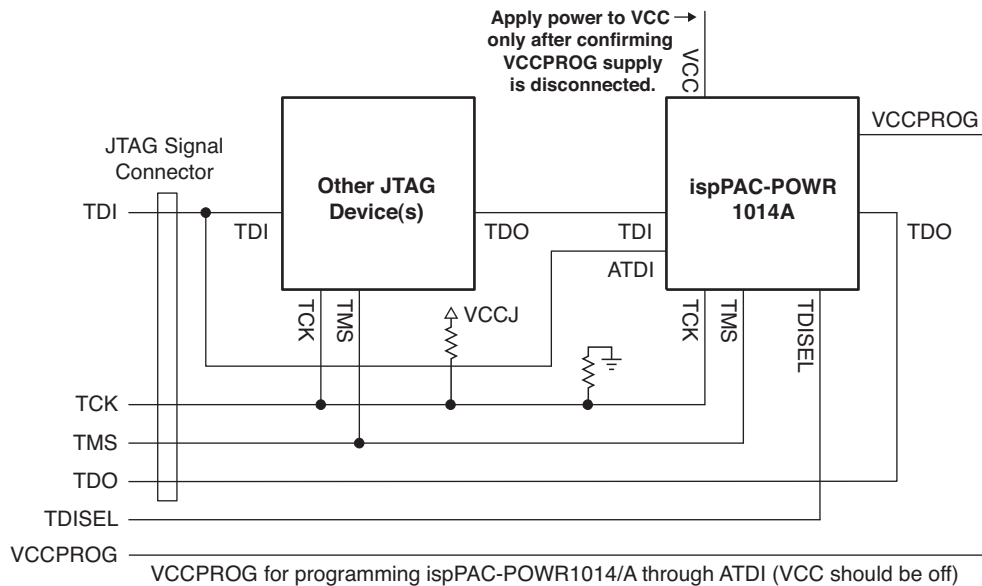 Apply power to VCC
only after confirming
VCCPROG supply
is disconnected.
VCC
VCCPROG
JTAG Signal
Connector
Other JTAG
Device(s)
ispPAC-POWR
1014A
TDI
TDI
TDO
TDI
TDO
ATDI
TCK
TMS
VCCJ
TCK
TMS
TDISEL
TCK
TMS
TDO
TDISEL
VCCPROG
VCCPROG for programming ispPAC-POWR1014/A through ATDI (VCC should be off)